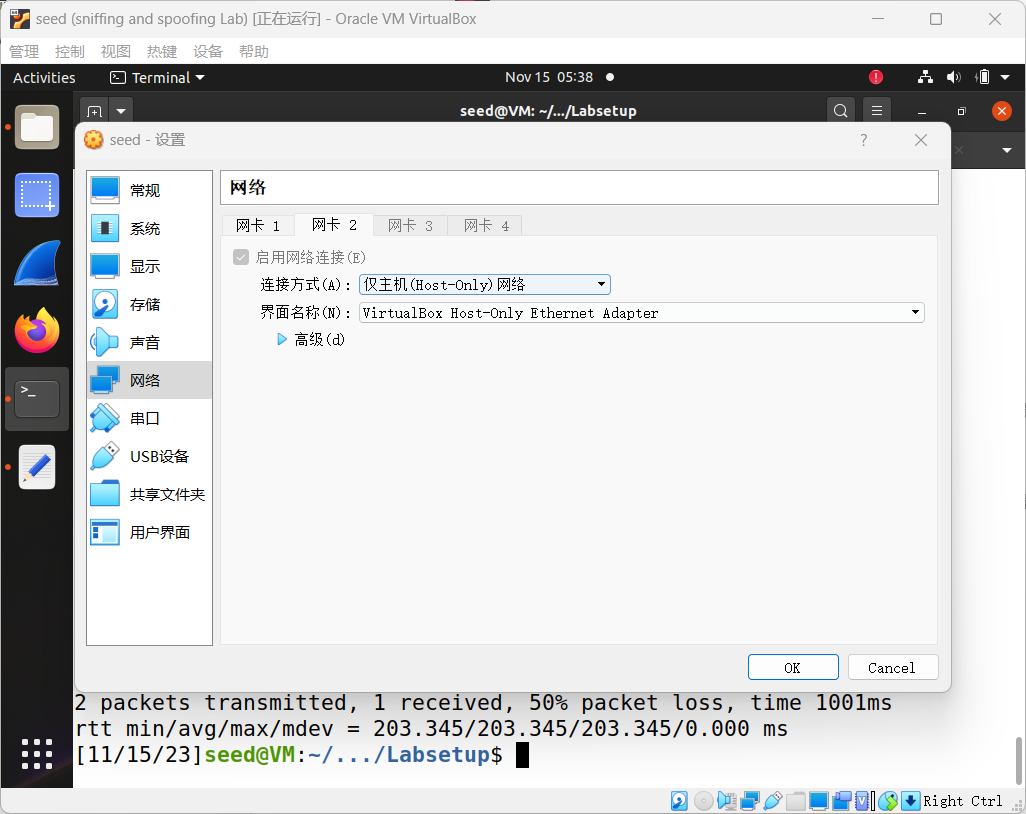 seed (sniffing and spoofing Lab) [正在运行] - Oracle VM VirtualBox
管理 控制 视图 热键 设备 帮助
Activities Terminal Nov 15 05:38
seed@VM: ~/.../Labsetup
seed - 设置
?
常规
系统
显示
存储
声音
网络
串口
USB设备
共享文件夹
用户界面
网络
网卡 1 网卡 2 网卡 3 网卡 4
启用网络连接(E)
连接方式(A): 仅主机(Host-Only)网络
界面名称(N): VirtualBox Host-Only Ethernet Adapter
高级(d)
OK Cancel
2 packets transmitted, 1 received, 50% packet loss, time 1001ms
rtt min/avg/max/mdev = 203.345/203.345/203.345/0.000 ms
[11/15/23]seed@VM:~/.../Labsetup$
Right Ctrl